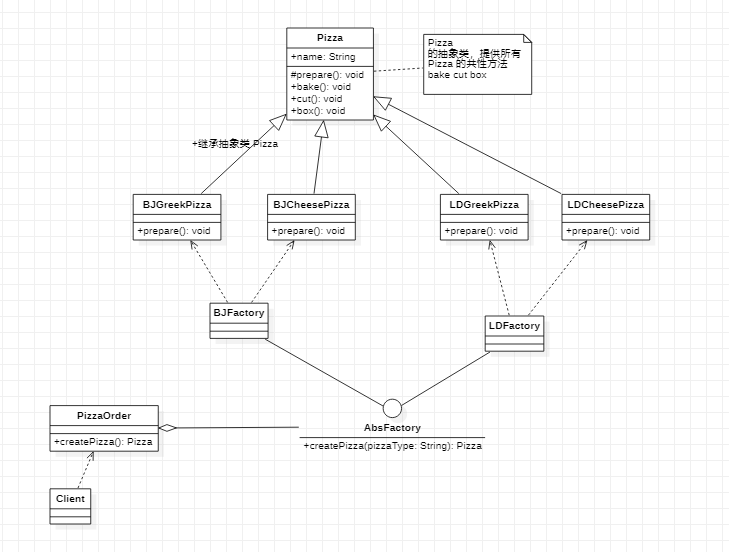 Pizza
+name: String
#prepare(): void
+bake(): void
+cut(): void
+box(): void
Pizza
的抽象类，提供所有
Pizza 的共性方法
bake cut box
+继承抽象类 Pizza
BJGreekPizza
+prepare(): void
BJCheesePizza
+prepare(): void
LDGreekPizza
+prepare(): void
LDCheesePizza
+prepare(): void
BJFactory
LDFactory
PizzaOrder
+createPizza(): Pizza
AbsFactory
+createPizza(pizzaType: String): Pizza
Client